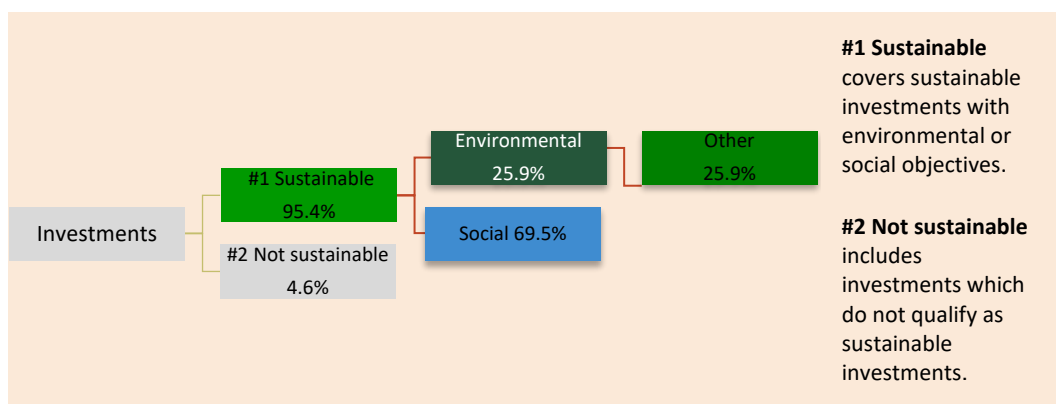 Investments
#1 Sustainable
95.4%
#2 Not sustainable
4.6%
Environmental
25.9%
Social 69.5%
Other
25.9%
#1 Sustainable
covers sustainable
investments with
environmental or
social objectives.
#2 Not sustainable
includes
investments which
do not qualify as
sustainable
investments.